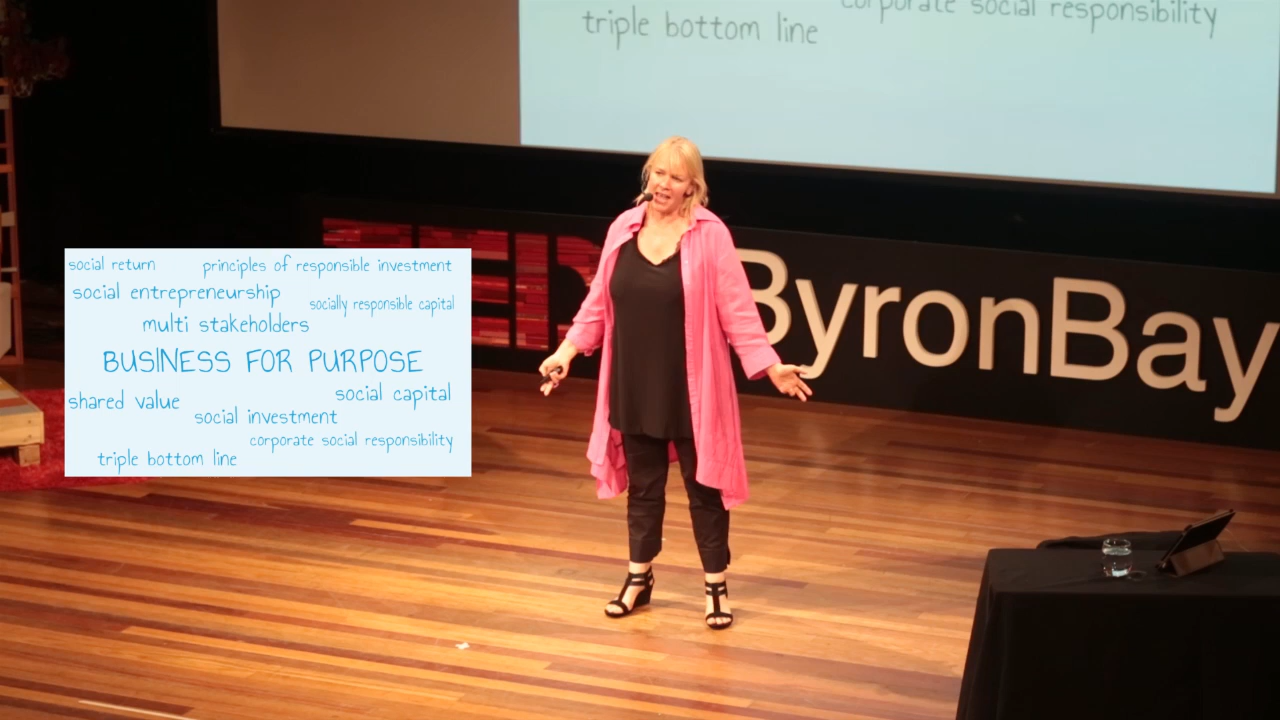 corporate social responsibility
triple bottom line
TEDxByronBay
social return
principles of responsible investment
social entrepreneurship
socially responsible capital
multi stakeholders
BUSINESS FOR PURPOSE
shared value
social capital
social investment
corporate social responsibility
triple bottom line